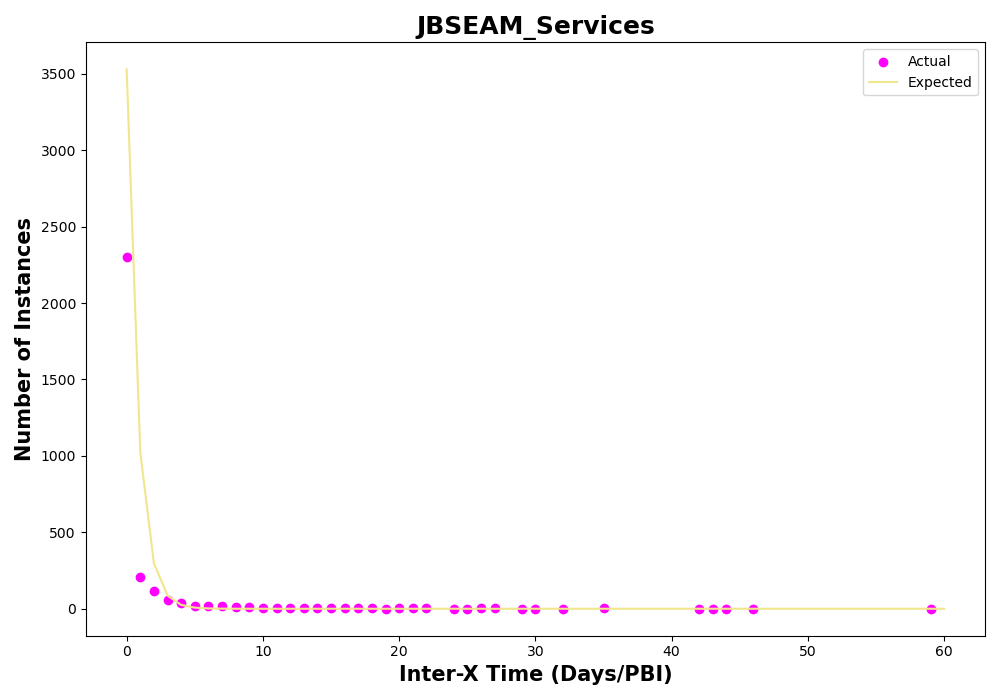 JBSEAM_Services
Actual
Expected
Number of Instances
3500
3000
2500
2000
1500
1000
500
0
0 10 20 30 40 50 60
Inter-X Time (Days/PBI)